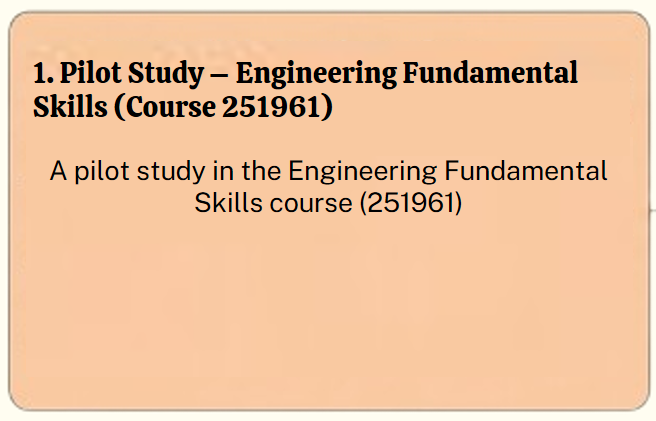 1. Pilot Study – Engineering Fundamental
Skills (Course 251961)
A pilot study in the Engineering Fundamental
Skills course (251961)